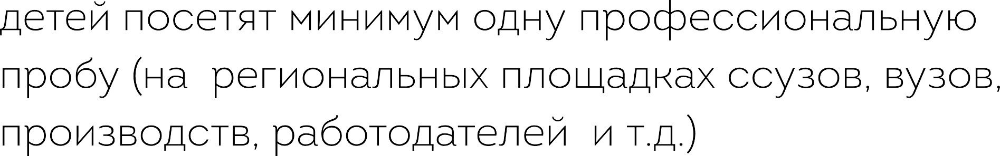 детей посетят минимум одну профессиональную
пробу (на  региональных площадках ссузов, вузов,
производств, работодателей  и т.д.)